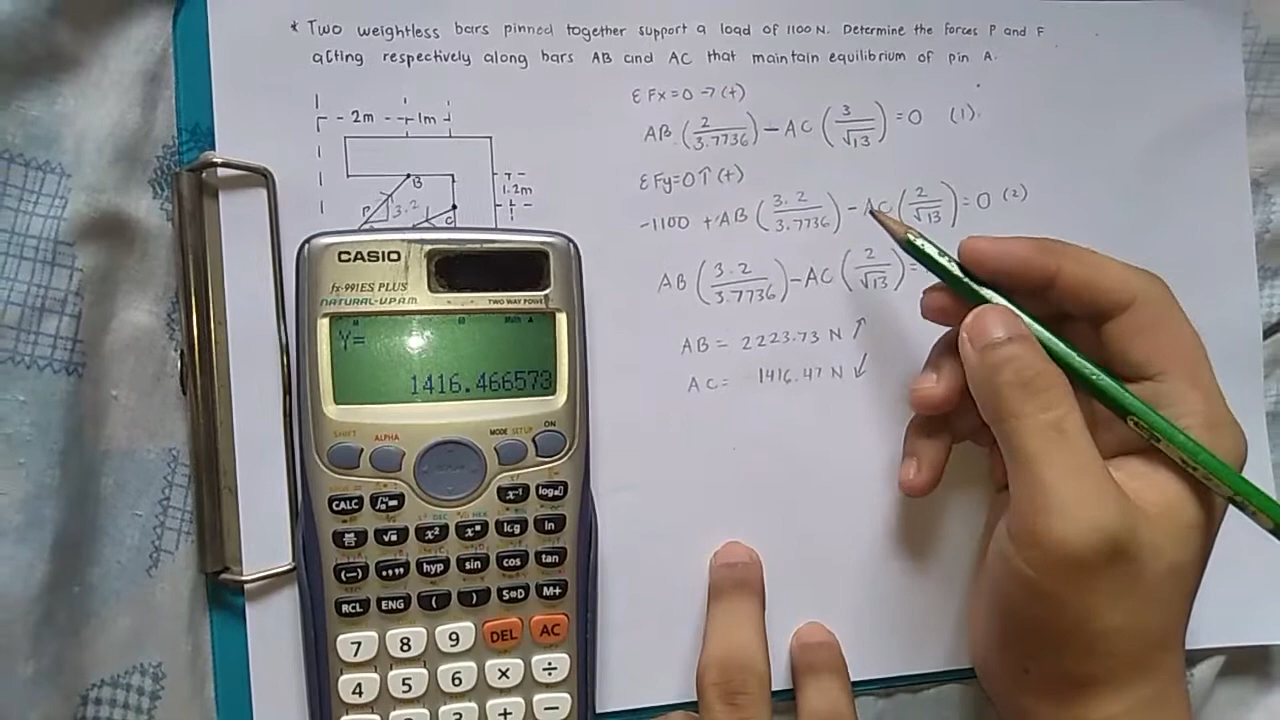 * Two weightless bars pinned together support a load of 1100 N. Determine the forces P and F
acting respectively along bars AB and AC that maintain equilibrium of pin A.
2m 1m
B
P 3.2
C
1.2m
ΣFx=0 →(+)
AB (2/3.7736) - AC (3/√13) = 0 (1)
ΣFy=0↑(+)
-1100 + AB (3.2/3.7736) - AC (2/√13) = 0 (2)
AB (3.2/3.7736) - AC (2/√13) =
AB = 2223.73 N ↗
AC = 1416.47 N ↙
CASIO
fx-991ES PLUS
NATURAL-V.P.A.M.
TWO WAY POWER
Math ▲
Y=
1416.466573
SHIFT ALPHA MODE SETUP ON
CALC x⁻¹ log
√ x² log ln
(-) hyp sin cos tan
RCL ENG ( ) S⇔D M+
7 8 9 DEL AC
4 5 6 × ÷
3 + −